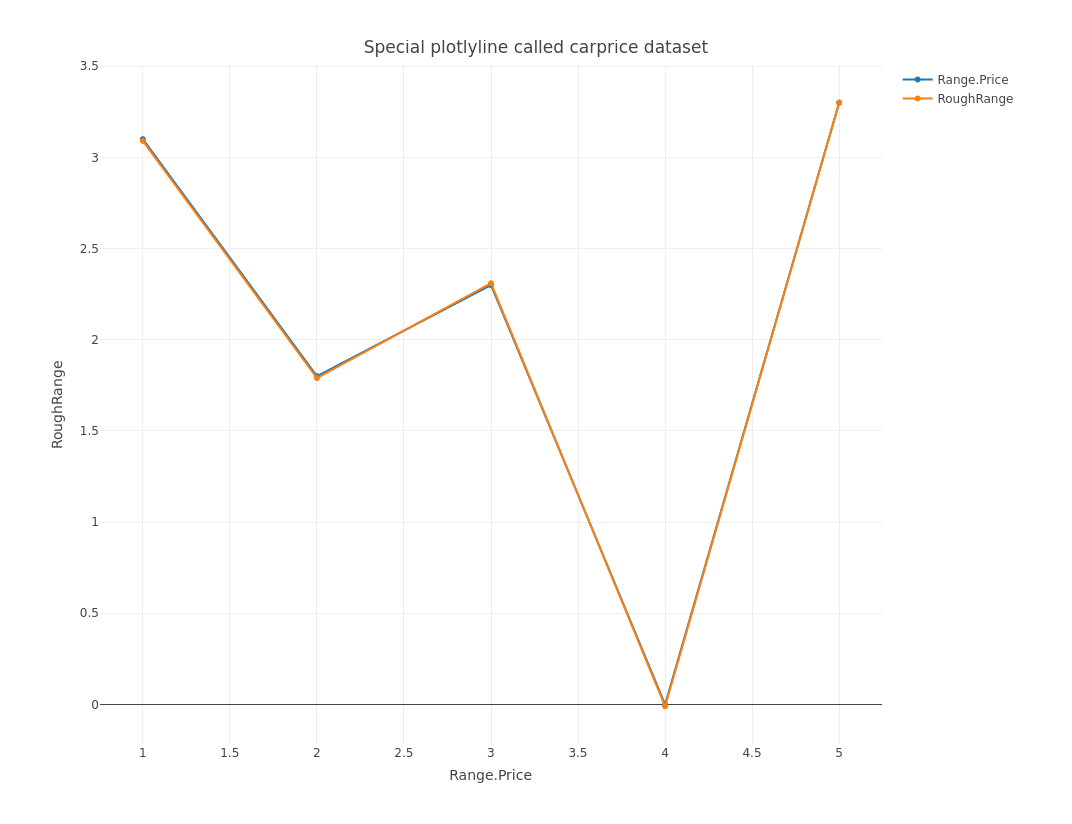 Special plotlyline called carprice dataset
Range.Price
RoughRange
3.5
3
2.5
2
1.5
1
0.5
0
RoughRange
1 1.5 2 2.5 3 3.5 4 4.5 5
Range.Price